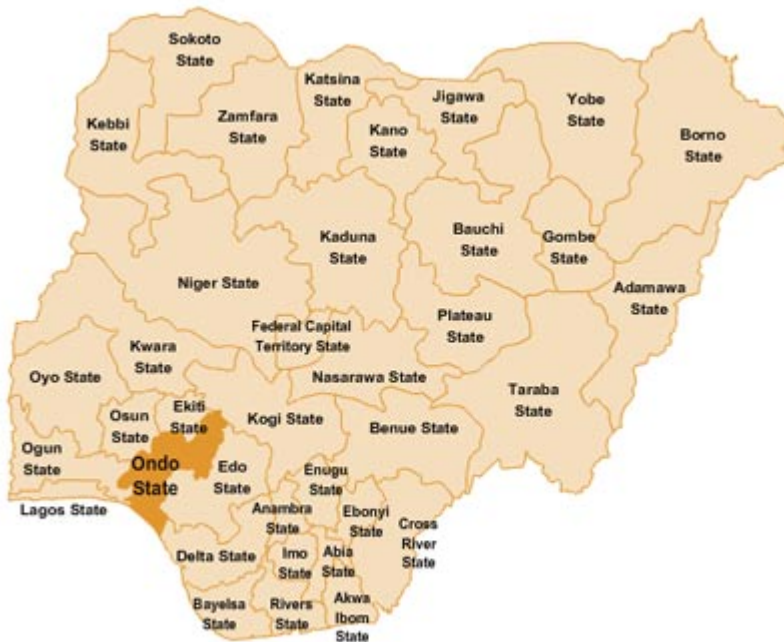 Sokoto
State
Katsina
State
Jigawa
State
Yobe
State
Kebbi
State
Zamfara
State
Kano
State
Borno
State
Kaduna
State
Bauchi
State
Gombe
State
Niger State
Adamawa
State
Federal Capital
Territory State
Plateau
State
Kwara
State
Nasarawa State
Oyo State
Taraba
State
Osun
State
Ekiti
State
Kogi State
Benue State
Ogun
State
Ondo
State
Edo
State
Enugu
State
Lagos State
Anambra
State
Ebonyi
State
Cross
River
State
Delta State
Imo
State
Abia
State
Bayelsa
State
Rivers
State
Akwa
Ibom
State